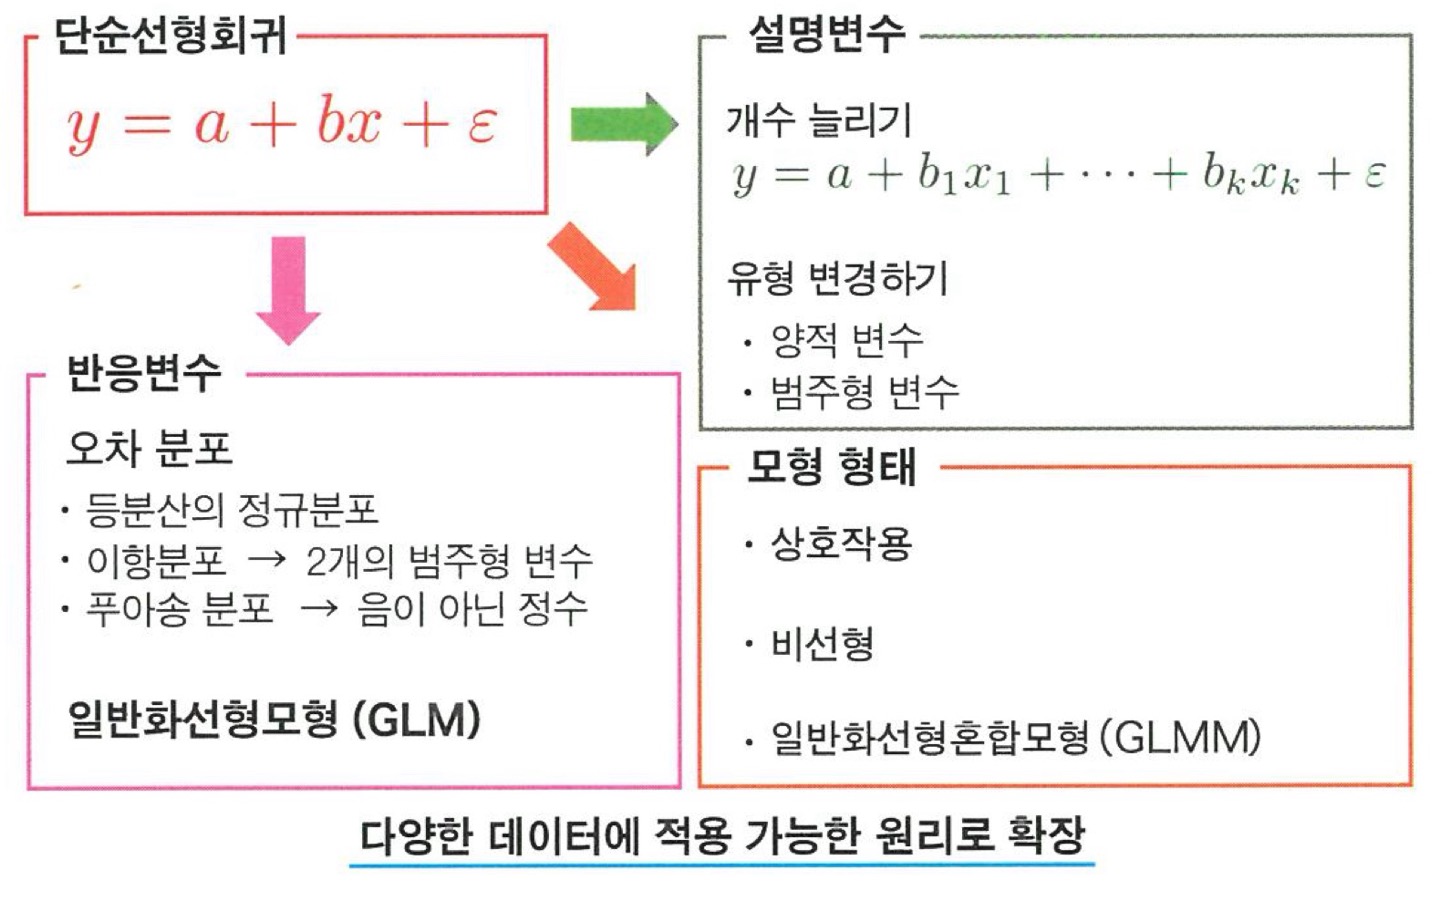 단순선형회귀
y = a + bx + ε
설명변수
개수 늘리기
y = a + b₁x₁ + ⋯ + bₖxₖ + ε
유형 변경하기
· 양적 변수
· 범주형 변수
반응변수
오차 분포
· 등분산의 정규분포
· 이항분포 → 2개의 범주형 변수
· 푸아송 분포 → 음이 아닌 정수
일반화선형모형 (GLM)
모형 형태
· 상호작용
· 비선형
· 일반화선형혼합모형 (GLMM)
다양한 데이터에 적용 가능한 원리로 확장